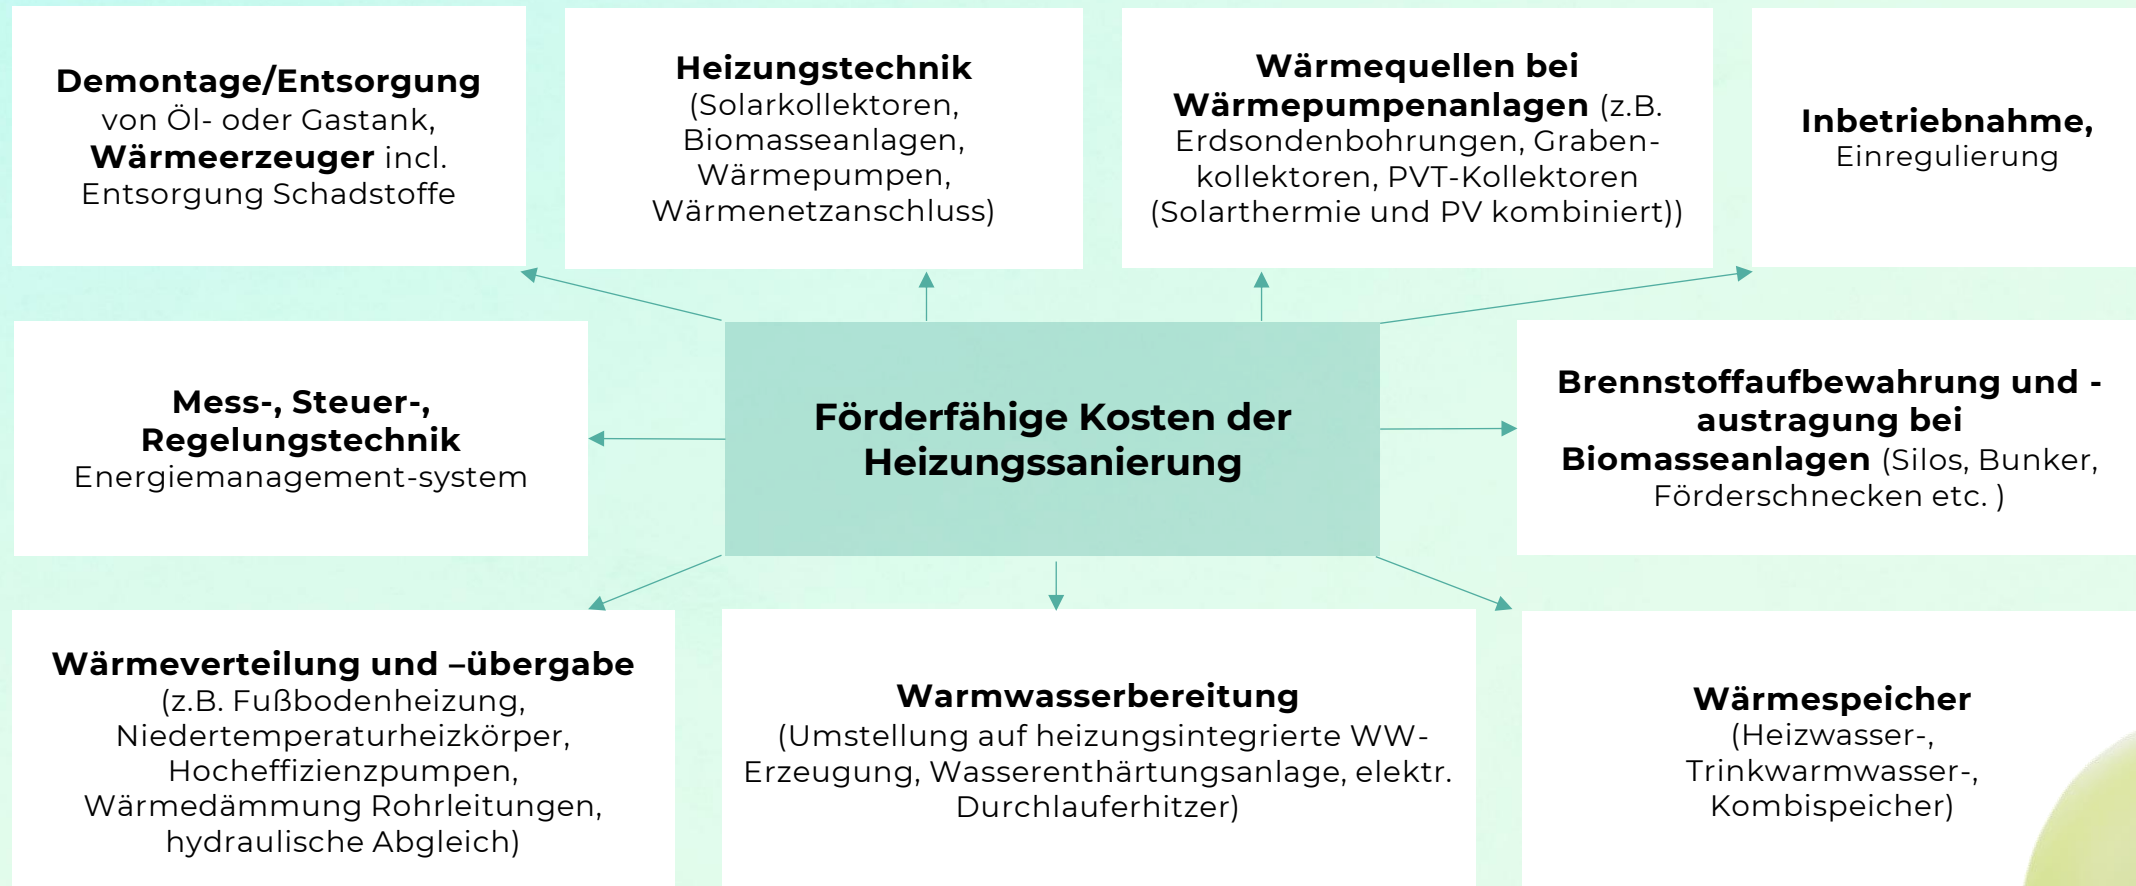 Demontage/Entsorgung
von Öl- oder Gastank,
Wärmeerzeuger incl.
Entsorgung Schadstoffe
Heizungstechnik
(Solarkollektoren,
Biomasseanlagen,
Wärmepumpen,
Wärmenetzanschluss)
Wärmequellen bei
Wärmepumpenanlagen (z.B.
Erdsondenbohrungen, Graben-
kollektoren, PVT-Kollektoren
(Solarthermie und PV kombiniert))
Inbetriebnahme,
Einregulierung
Mess-, Steuer-,
Regelungstechnik
Energiemanagement-system
Förderfähige Kosten der
Heizungssanierung
Brennstoffaufbewahrung und -
austragung bei
Biomasseanlagen (Silos, Bunker,
Förderschnecken etc. )
Wärmeverteilung und –übergabe
(z.B. Fußbodenheizung,
Niedertemperaturheizkörper,
Hocheffizienzpumpen,
Wärmedämmung Rohrleitungen,
hydraulische Abgleich)
Warmwasserbereitung
(Umstellung auf heizungsintegrierte WW-
Erzeugung, Wasserenthärtungsanlage, elektr.
Durchlauferhitzer)
Wärmespeicher
(Heizwasser-,
Trinkwarmwasser-,
Kombispeicher)